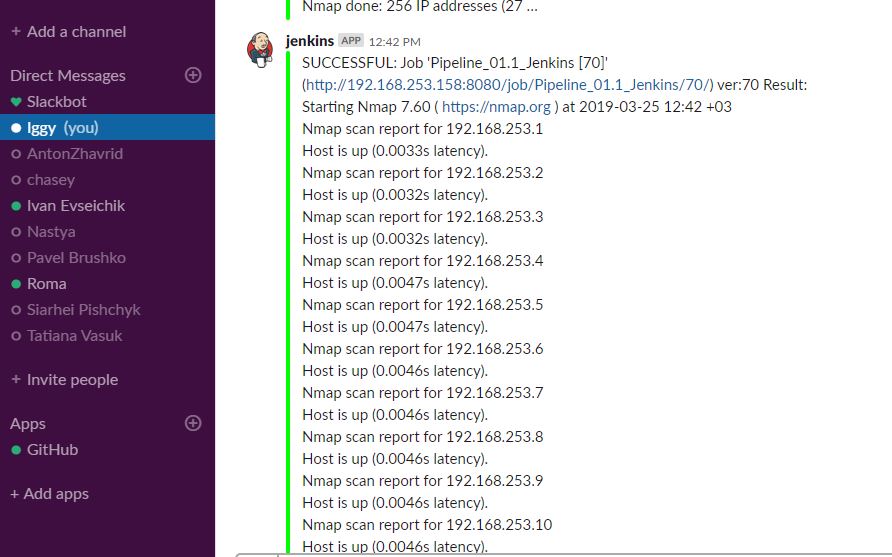 + Add a channel
Direct Messages
Slackbot
Iggy (you)
AntonZhavrid
chasey
Ivan Evseichik
Nastya
Pavel Brushko
Roma
Siarhei Pishchyk
Tatiana Vasuk
+ Invite people
Apps
GitHub
+ Add apps
Nmap done: 256 IP addresses (27 ...
jenkins APP 12:42 PM
SUCCESSFUL: Job 'Pipeline_01.1_Jenkins [70]'
(http://192.168.253.158:8080/job/Pipeline_01.1_Jenkins/70/) ver:70 Result:
Starting Nmap 7.60 ( https://nmap.org ) at 2019-03-25 12:42 +03
Nmap scan report for 192.168.253.1
Host is up (0.0033s latency).
Nmap scan report for 192.168.253.2
Host is up (0.0032s latency).
Nmap scan report for 192.168.253.3
Host is up (0.0032s latency).
Nmap scan report for 192.168.253.4
Host is up (0.0047s latency).
Nmap scan report for 192.168.253.5
Host is up (0.0047s latency).
Nmap scan report for 192.168.253.6
Host is up (0.0046s latency).
Nmap scan report for 192.168.253.7
Host is up (0.0046s latency).
Nmap scan report for 192.168.253.8
Host is up (0.0046s latency).
Nmap scan report for 192.168.253.9
Host is up (0.0046s latency).
Nmap scan report for 192.168.253.10
Host is up (0.0046s latency).